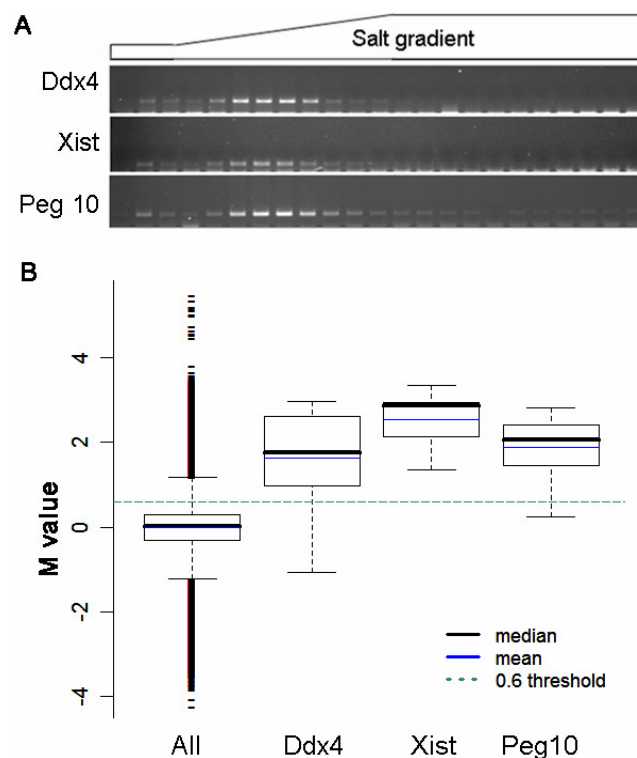 A
Salt gradient
Ddx4
Xist
Peg 10
B
M value
4
2
0
-2
-4
median
mean
0.6 threshold
All
Ddx4
Xist
Peg10